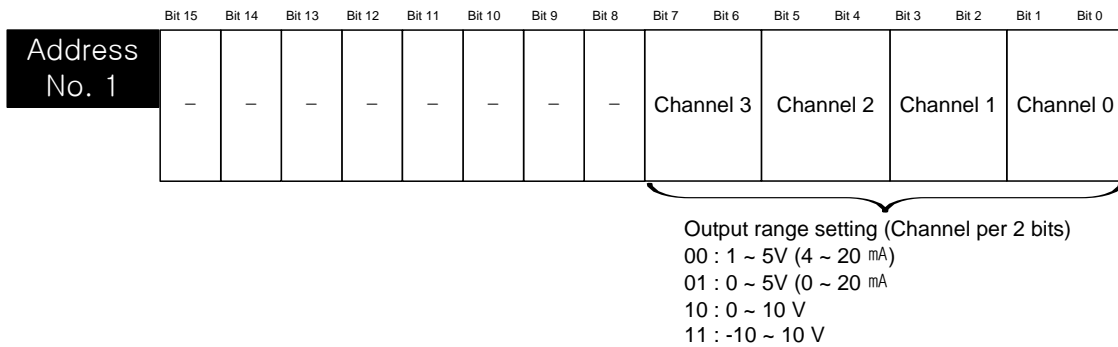 Bit 15 Bit 14 Bit 13 Bit 12 Bit 11 Bit 10 Bit 9 Bit 8 Bit 7 Bit 6 Bit 5 Bit 4 Bit 3 Bit 2 Bit 1 Bit 0
Address
No. 1
– – – – – – – – Channel 3 Channel 2 Channel 1 Channel 0
Output range setting (Channel per 2 bits)
00 : 1 ~ 5V (4 ~ 20 ㎃)
01 : 0 ~ 5V (0 ~ 20 ㎃
10 : 0 ~ 10 V
11 : -10 ~ 10 V